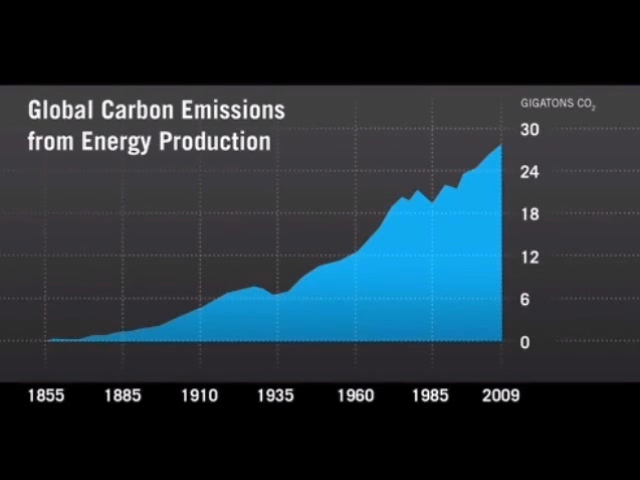 Global Carbon Emissions
from Energy Production
GIGATONS CO₂
30
24
18
12
6
0
1855 1885 1910 1935 1960 1985 2009